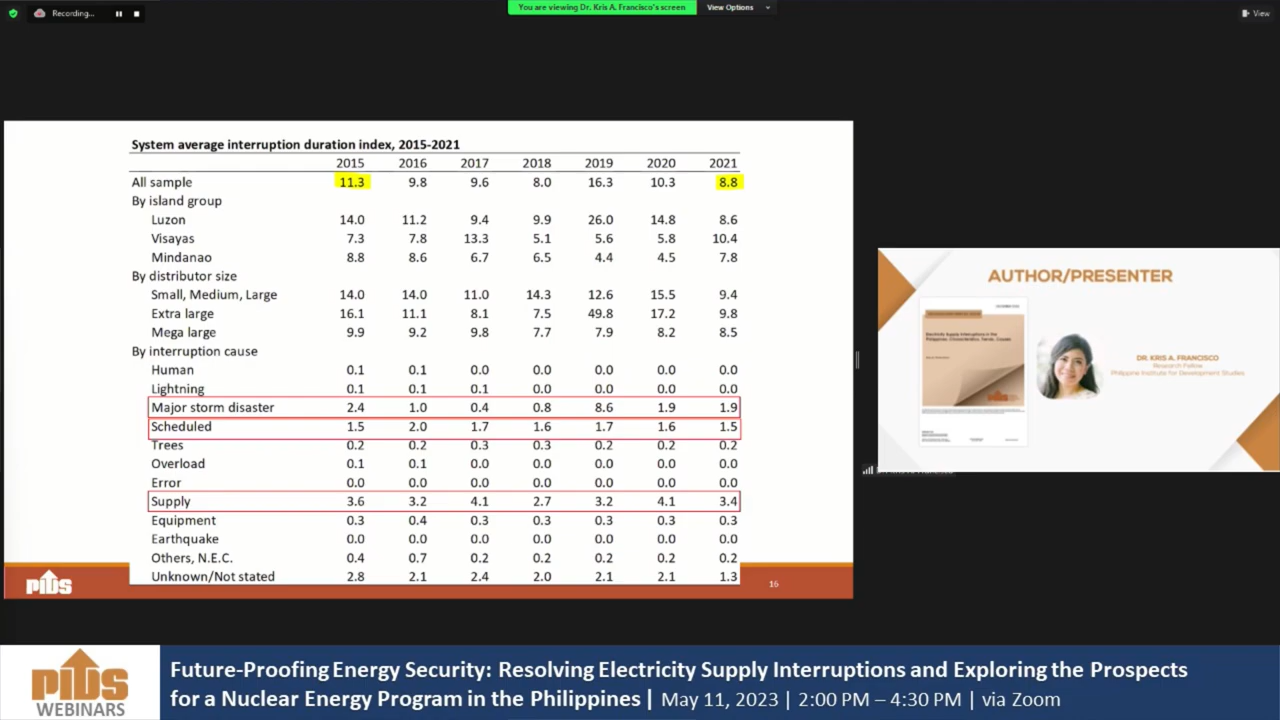 Recording...
You are viewing Dr. Kris A. Francisco's screen
View Options
View
System average interruption duration index, 2015-2021
2015 2016 2017 2018 2019 2020 2021
All sample 11.3 9.8 9.6 8.0 16.3 10.3 8.8
By island group
Luzon 14.0 11.2 9.4 9.9 26.0 14.8 8.6
Visayas 7.3 7.8 13.3 5.1 5.6 5.8 10.4
Mindanao 8.8 8.6 6.7 6.5 4.4 4.5 7.8
By distributor size
Small, Medium, Large 14.0 14.0 11.0 14.3 12.6 15.5 9.4
Extra large 16.1 11.1 8.1 7.5 49.8 17.2 9.8
Mega large 9.9 9.2 9.8 7.7 7.9 8.2 8.5
By interruption cause
Human 0.1 0.1 0.0 0.0 0.0 0.0 0.0
Lightning 0.1 0.1 0.0 0.0 0.0 0.0 0.0
Major storm disaster 2.4 1.0 0.4 0.8 8.6 1.9 1.9
Scheduled 1.5 2.0 1.7 1.6 1.7 1.6 1.5
Trees 0.2 0.2 0.3 0.3 0.2 0.2 0.2
Overload 0.1 0.1 0.0 0.0 0.0 0.0 0.0
Error 0.0 0.0 0.0 0.0 0.0 0.0 0.0
Supply 3.6 3.2 4.1 2.7 3.2 4.1 3.4
Equipment 0.3 0.4 0.3 0.3 0.3 0.3 0.3
Earthquake 0.0 0.0 0.0 0.0 0.0 0.0 0.0
Others, N.E.C. 0.4 0.7 0.2 0.2 0.2 0.2 0.2
Unknown/Not stated 2.8 2.1 2.4 2.0 2.1 2.1 1.3
PIDS
16
AUTHOR/PRESENTER
Electricity Supply Interruptions in the
Philippines: Characteristics, Trends, Causes
DR. KRIS A. FRANCISCO
Research Fellow
Philippine Institute for Development Studies
PIDS
WEBINARS
Future-Proofing Energy Security: Resolving Electricity Supply Interruptions and Exploring the Prospects
for a Nuclear Energy Program in the Philippines | May 11, 2023 | 2:00 PM – 4:30 PM | via Zoom